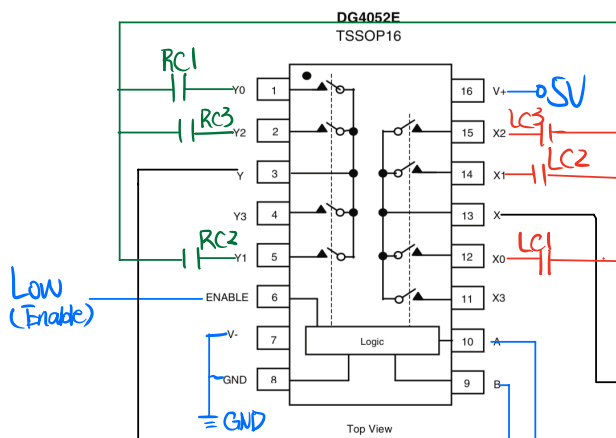 DG4052E
TSSOP16
RC1
Y0 1 16 V+ 5V
RC3 LC3
Y2 2 15 X2
LC2
Y 3 14 X1
Y3 4 13 X
RC2 LC1
Y1 5 12 X0
Low
(Enable)
ENABLE 6 11 X3
V- 7 Logic 10 A
GND 8 9 B
GND
Top View